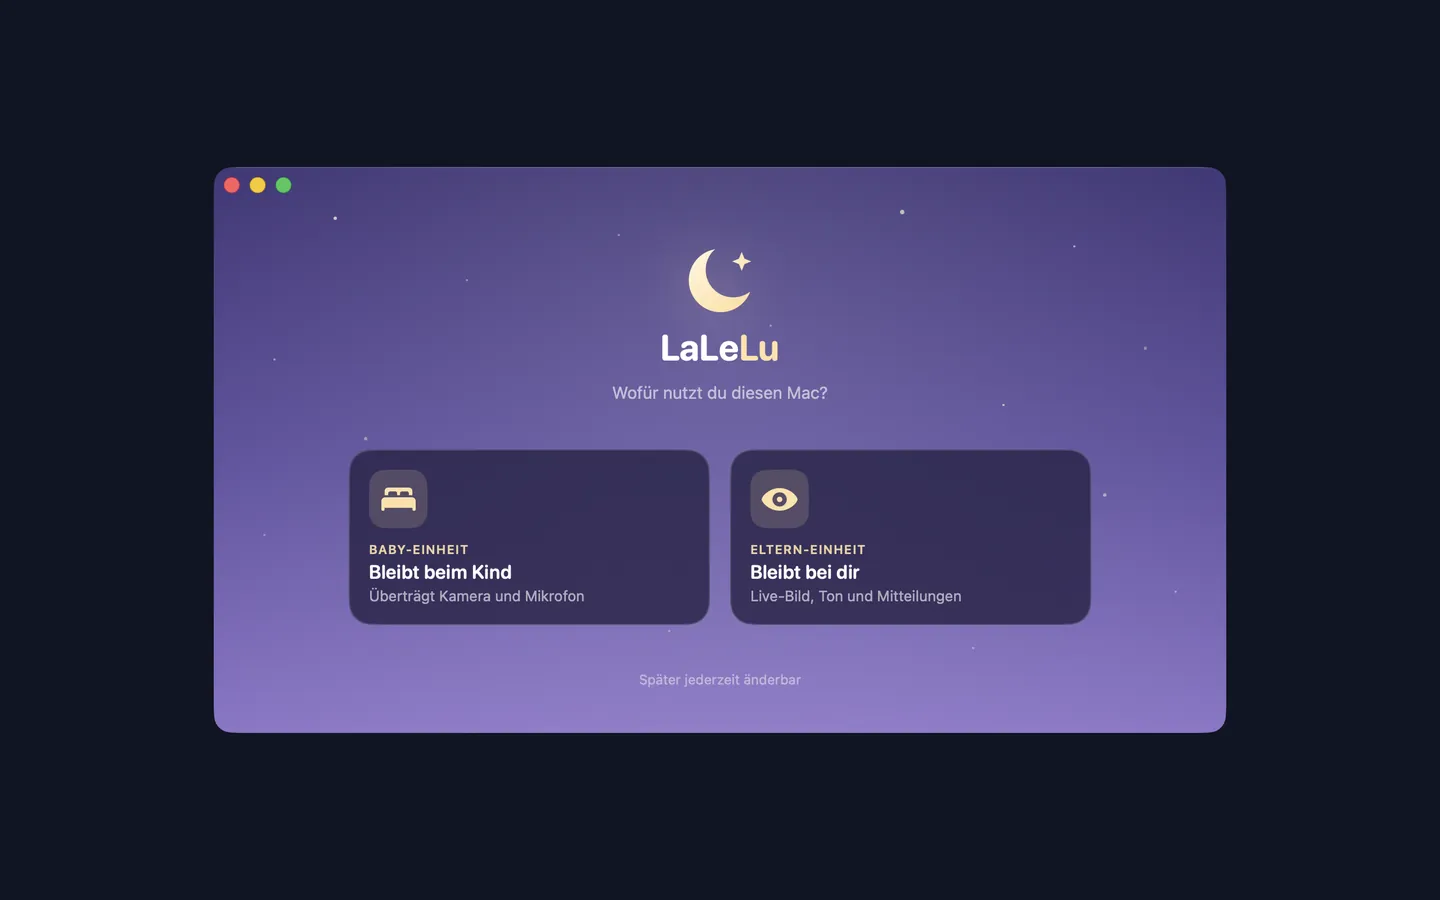 LaLeLu
Wofür nutzt du diesen Mac?
BABY-EINHEIT
Bleibt beim Kind
Überträgt Kamera und Mikrofon
ELTERN-EINHEIT
Bleibt bei dir
Live-Bild, Ton und Mitteilungen
Später jederzeit änderbar